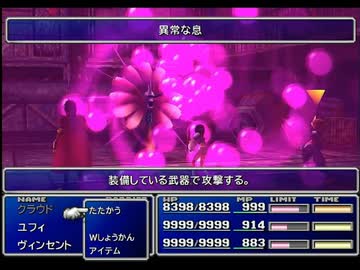 異常な息
装備している武器で攻撃する。
NAME HP MP LIMIT TIME
クラウド たたかう 8398/8398 999
ユフィ Wしょうかん 9999/9999 914
ヴィンセント アイテム 9999/9999 883